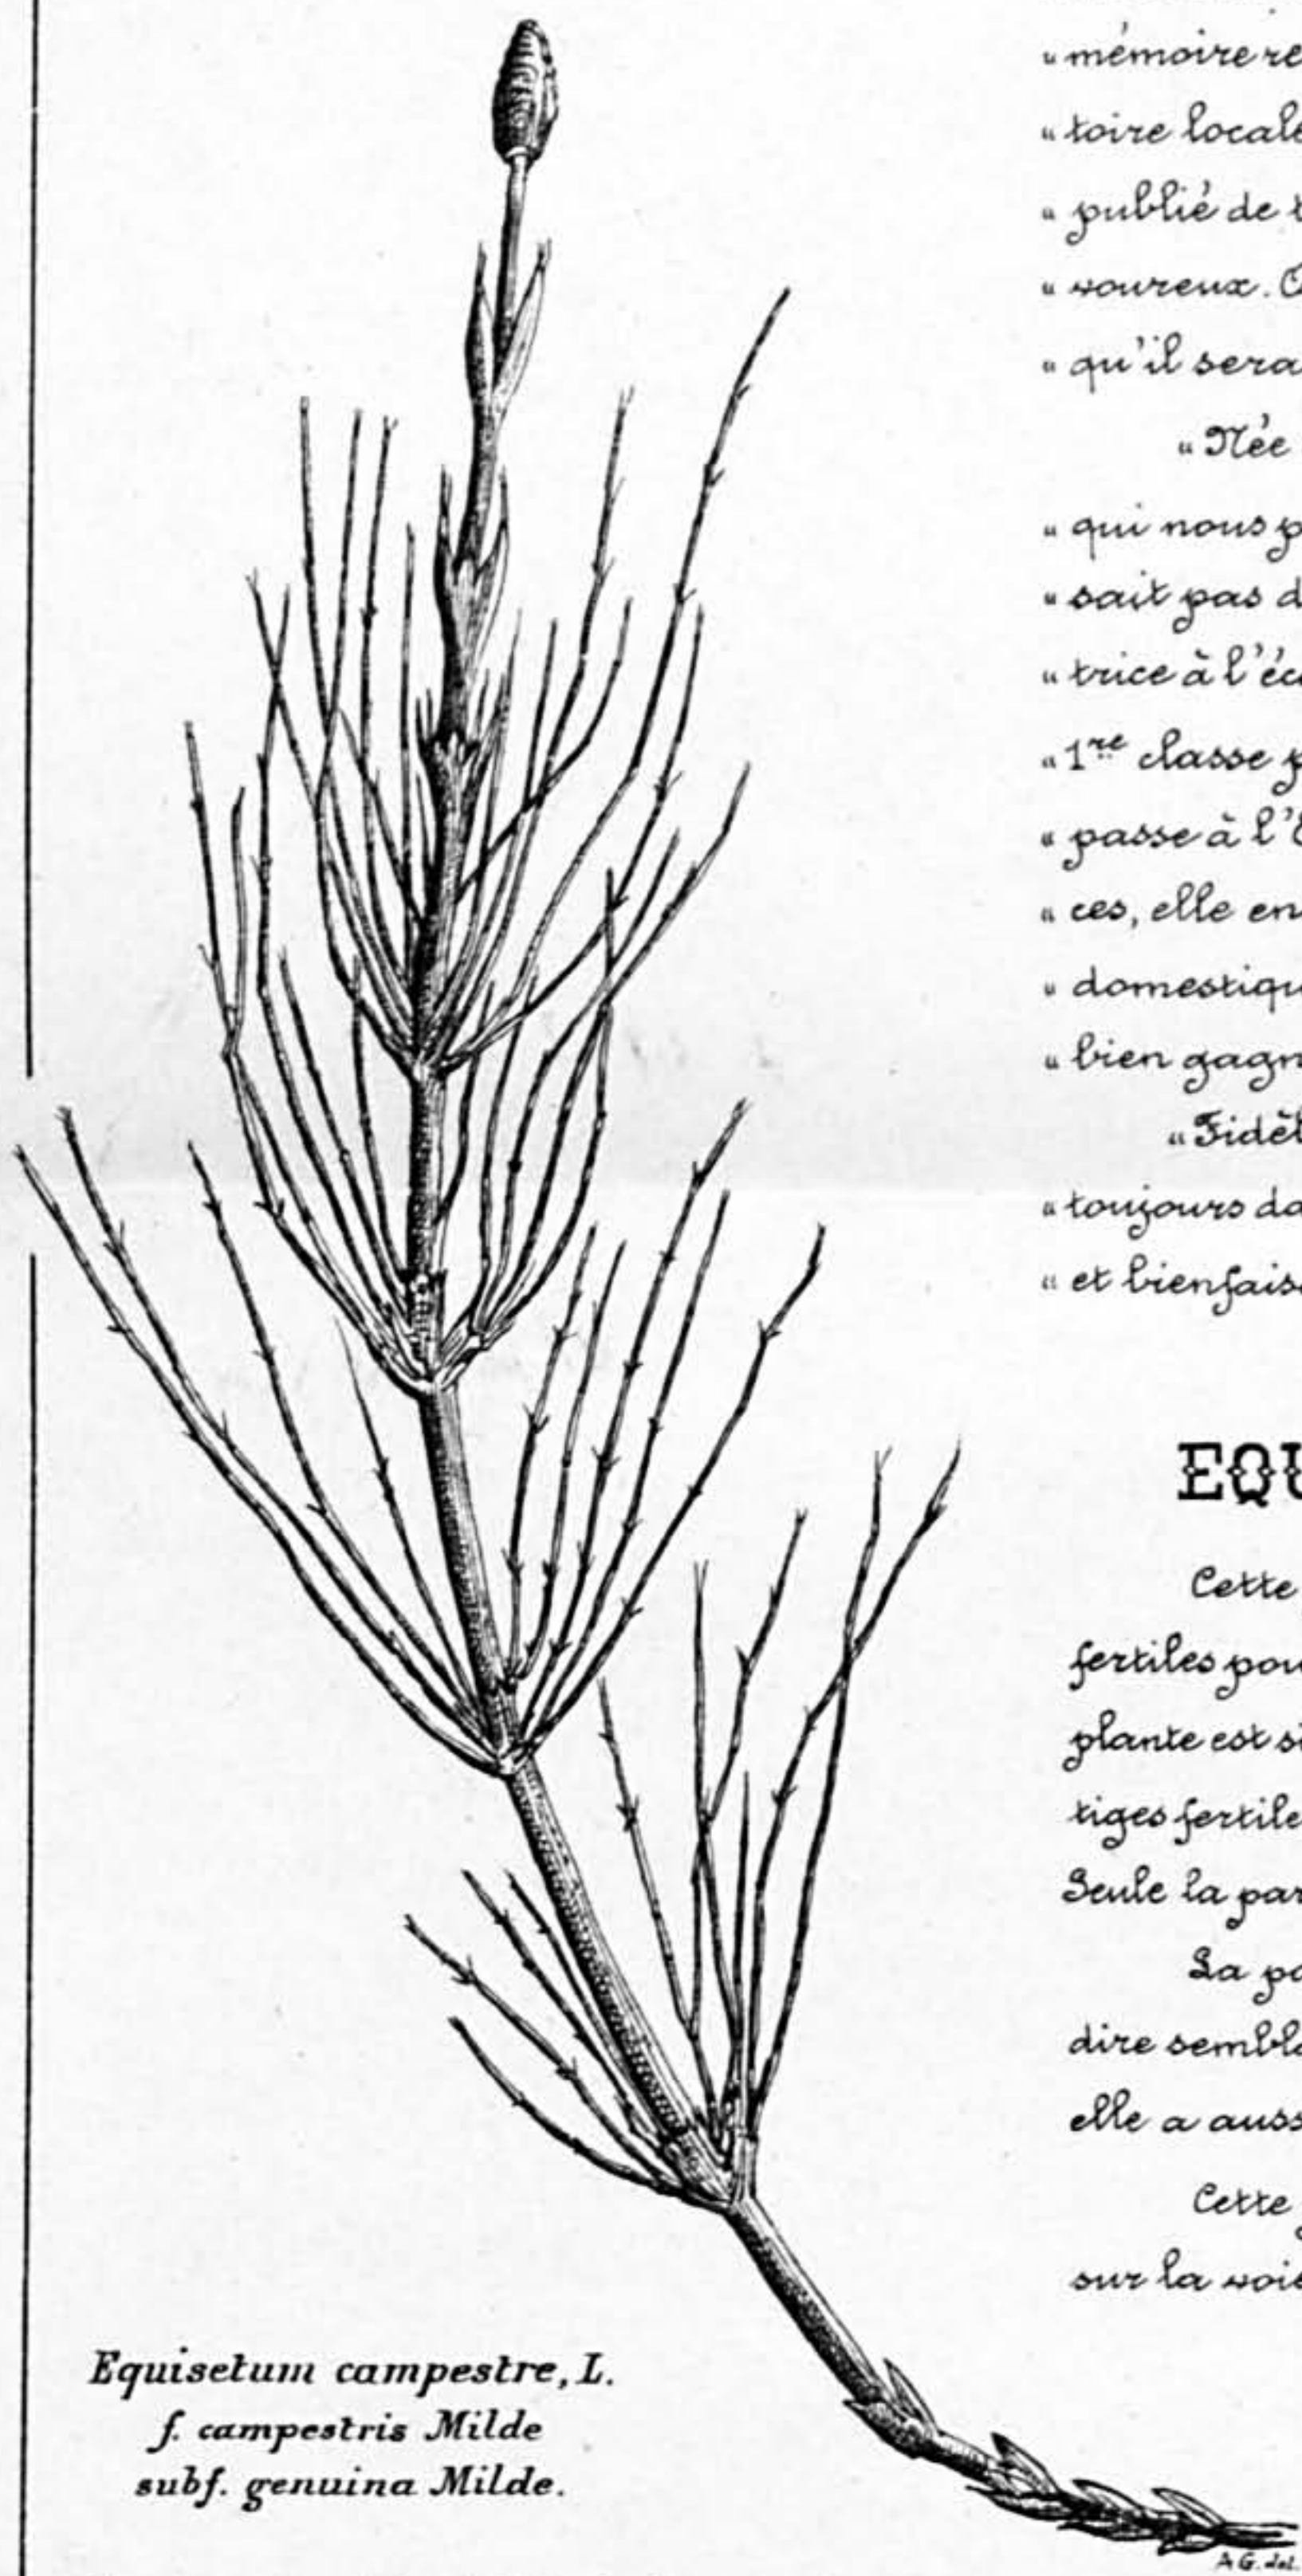 « mémoire re
« toire locale
« publié de t
« voureux. C
« qu'il sera
« Née
« qui nous p
« sait pas d
« trice à l'éc
« 1re classe p
« passe à l'E
« ces, elle en
« domestiqu
« bien gagn
« Fidèl
« toujours da
« et bienfais
EQU
Cette
fertiles pou
plante est si
tiges fertile
Seule la par
La pa
dire sembla
elle a auss
Cette
sur la voie
Equisetum campestre, L.
f. campestris Milde
subf. genuina Milde.
A G. del.